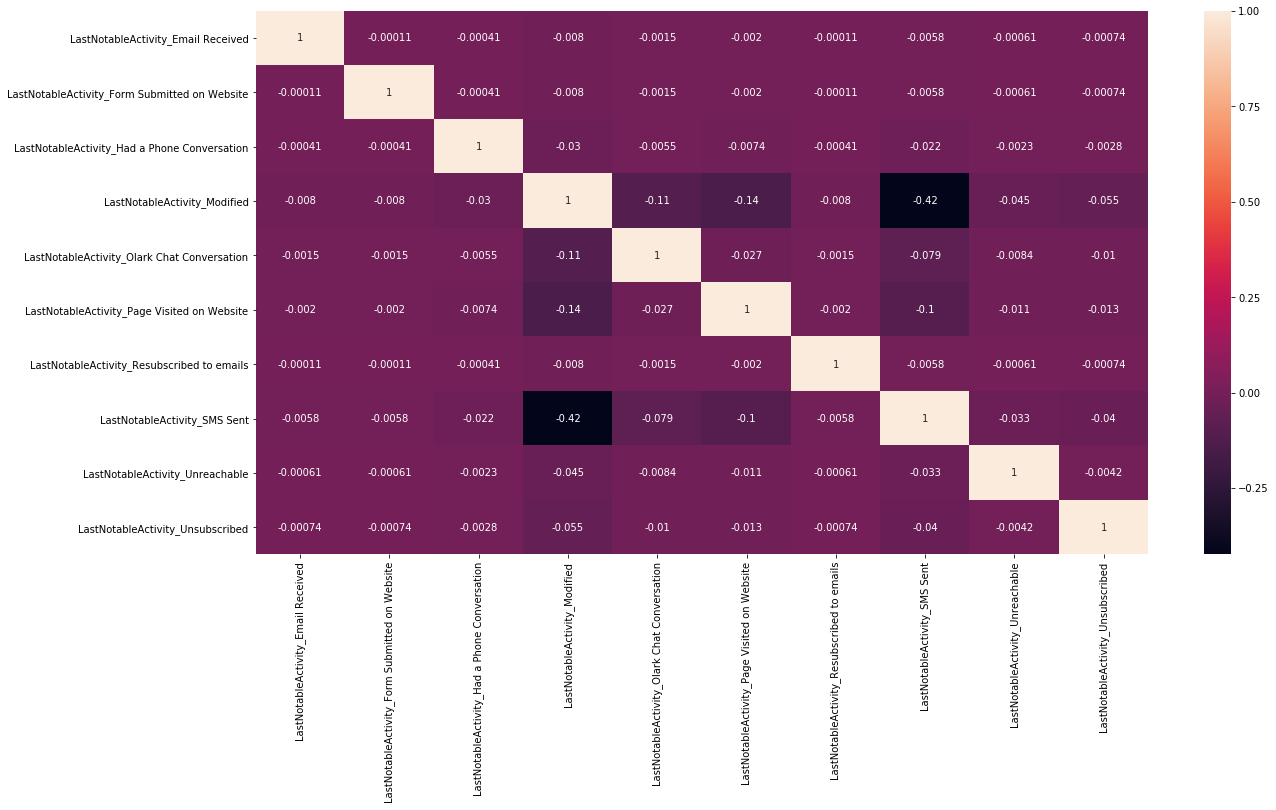 LastNotableActivity_Email Received 1 -0.00011 -0.00041 -0.008 -0.0015 -0.002 -0.00011 -0.0058 -0.00061 -0.00074
LastNotableActivity_Form Submitted on Website -0.00011 1 -0.00041 -0.008 -0.0015 -0.002 -0.00011 -0.0058 -0.00061 -0.00074
LastNotableActivity_Had a Phone Conversation -0.00041 -0.00041 1 -0.03 -0.0055 -0.0074 -0.00041 -0.022 -0.0023 -0.0028
LastNotableActivity_Modified -0.008 -0.008 -0.03 1 -0.11 -0.14 -0.008 -0.42 -0.045 -0.055
LastNotableActivity_Olark Chat Conversation -0.0015 -0.0015 -0.0055 -0.11 1 -0.027 -0.0015 -0.079 -0.0084 -0.01
LastNotableActivity_Page Visited on Website -0.002 -0.002 -0.0074 -0.14 -0.027 1 -0.002 -0.1 -0.011 -0.013
LastNotableActivity_Resubscribed to emails -0.00011 -0.00011 -0.00041 -0.008 -0.0015 -0.002 1 -0.0058 -0.00061 -0.00074
LastNotableActivity_SMS Sent -0.0058 -0.0058 -0.022 -0.42 -0.079 -0.1 -0.0058 1 -0.033 -0.04
LastNotableActivity_Unreachable -0.00061 -0.00061 -0.0023 -0.045 -0.0084 -0.011 -0.00061 -0.033 1 -0.0042
LastNotableActivity_Unsubscribed -0.00074 -0.00074 -0.0028 -0.055 -0.01 -0.013 -0.00074 -0.04 -0.0042 1
LastNotableActivity_Email Received
LastNotableActivity_Form Submitted on Website
LastNotableActivity_Had a Phone Conversation
LastNotableActivity_Modified
LastNotableActivity_Olark Chat Conversation
LastNotableActivity_Page Visited on Website
LastNotableActivity_Resubscribed to emails
LastNotableActivity_SMS Sent
LastNotableActivity_Unreachable
LastNotableActivity_Unsubscribed
1.00
0.75
0.50
0.25
0.00
−0.25